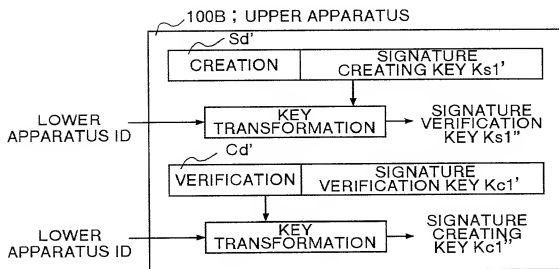 100B ; UPPER APPARATUS
Sd'
CREATION
SIGNATURE
CREATING KEY Ks1'
LOWER
APPARATUS ID
KEY
TRANSFORMATION
SIGNATURE
VERIFICATION
KEY Ks1"
Cd'
VERIFICATION
SIGNATURE
VERIFICATION KEY Kc1'
LOWER
APPARATUS ID
KEY
TRANSFORMATION
SIGNATURE
CREATING
KEY Kc1"